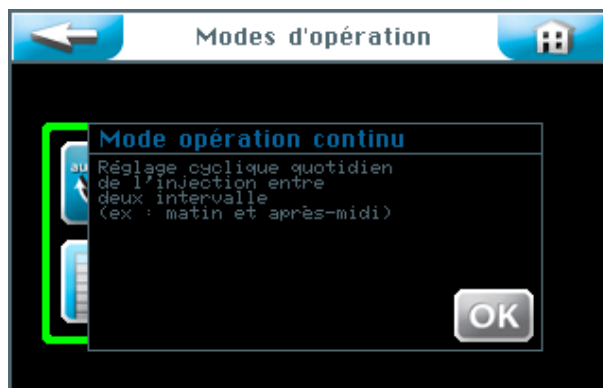 Modes d'opération
Mode opération continu
au
Réglage cyclique quotidien
de l'injection entre
deux intervalle
(ex : matin et après-midi)
OK